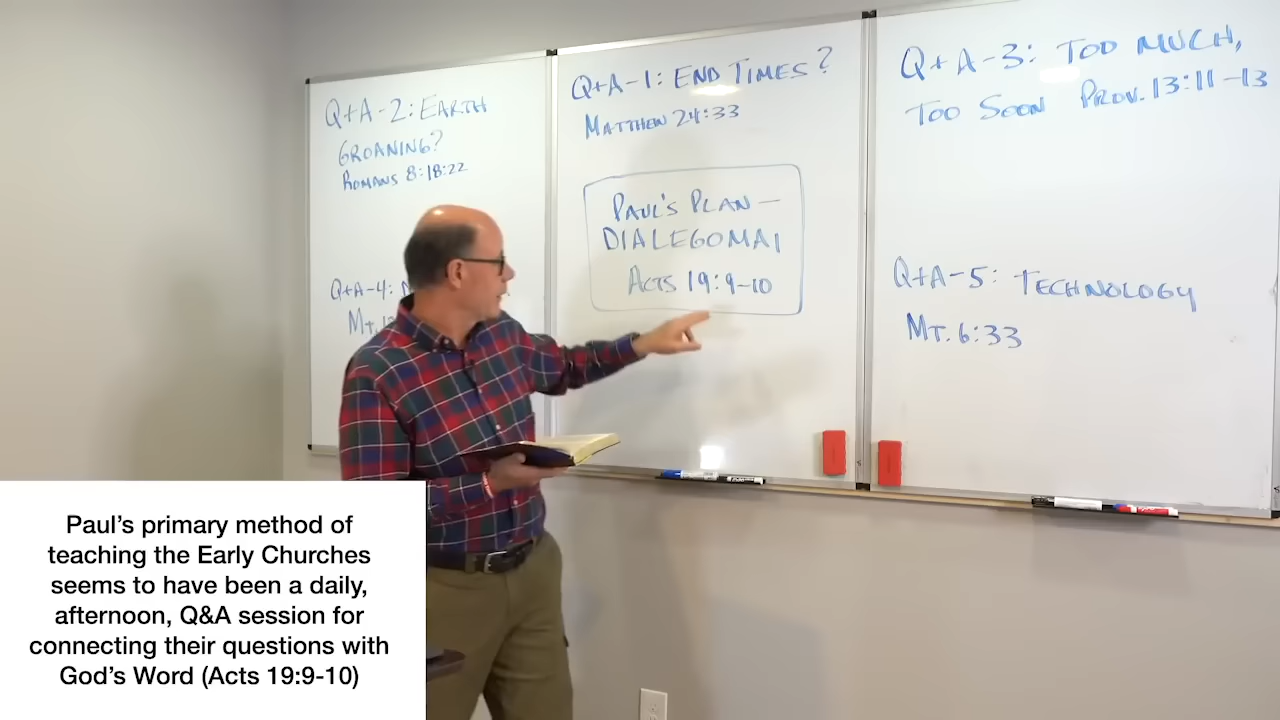 Q+A-2: EARTH
GROANING?
ROMANS 8:18:22
Q+A-4:
MT.
Q+A-1: END TIMES?
MATTHEW 24:33
PAUL'S PLAN —
DIALEGOMAI
ACTS 19:9-10
Q+A-3: TOO MUCH,
TOO SOON PROV. 13:11-13
Q+A-5: TECHNOLOGY
MT. 6:33
Paul's primary method of
teaching the Early Churches
seems to have been a daily,
afternoon, Q&A session for
connecting their questions with
God's Word (Acts 19:9-10)